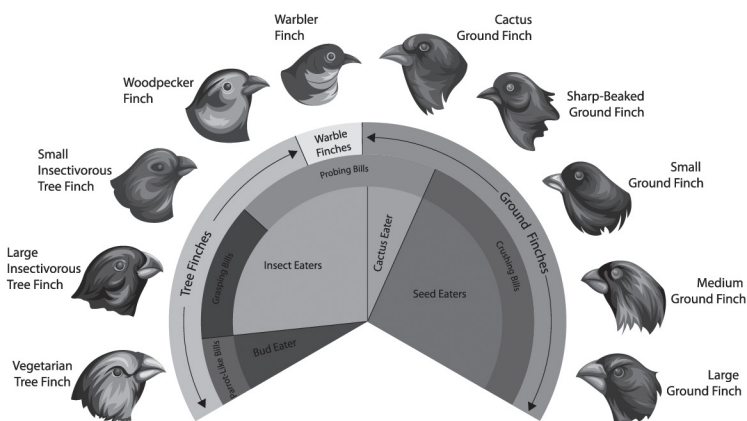 Warbler
Finch
Cactus
Ground Finch
Woodpecker
Finch
Sharp-Beaked
Ground Finch
Small
Insectivorous
Tree Finch
Small
Ground Finch
Large
Insectivorous
Tree Finch
Medium
Ground Finch
Vegetarian
Tree Finch
Large
Ground Finch
Warble
Finches
Tree Finches
Ground Finches
Probing Bills
Grasping Bills
Crushing Bills
Parrot-Like Bills
Insect Eaters
Cactus Eater
Seed Eaters
Bud Eater